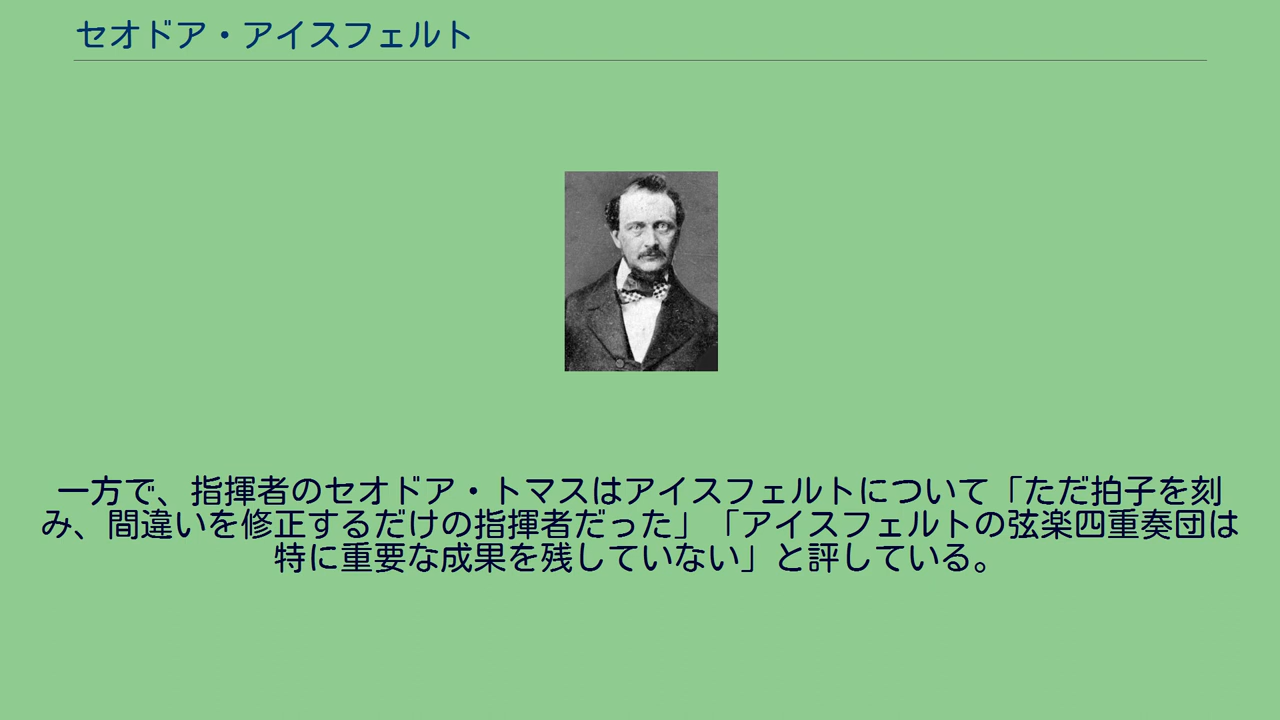 セオドア・アイスフェルト
一方で、指揮者のセオドア・トマスはアイスフェルトについて「ただ拍子を刻
み、間違いを修正するだけの指揮者だった」「アイスフェルトの弦楽四重奏団は
特に重要な成果を残していない」と評している。